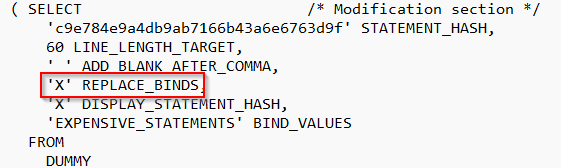 ( SELECT /* Modification section */
'c9e784e9a4db9ab7166b43a6e6763d9f' STATEMENT_HASH,
60 LINE_LENGTH_TARGET,
' ' ADD_BLANK_AFTER_COMMA,
'X' REPLACE_BINDS,
'X' DISPLAY_STATEMENT_HASH,
'EXPENSIVE_STATEMENTS' BIND_VALUES
FROM
DUMMY